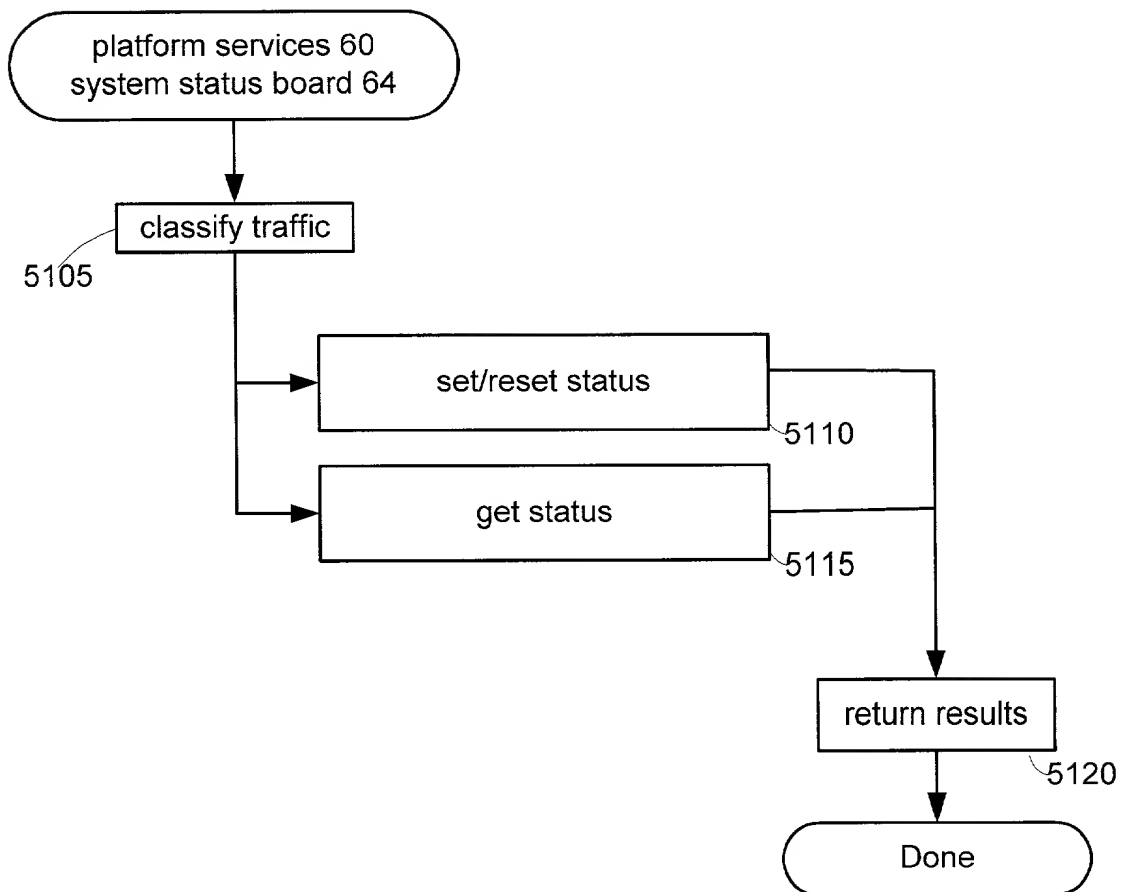 platform services 60
system status board 64
classify traffic
5105
set/reset status
5110
get status
5115
return results
5120
Done